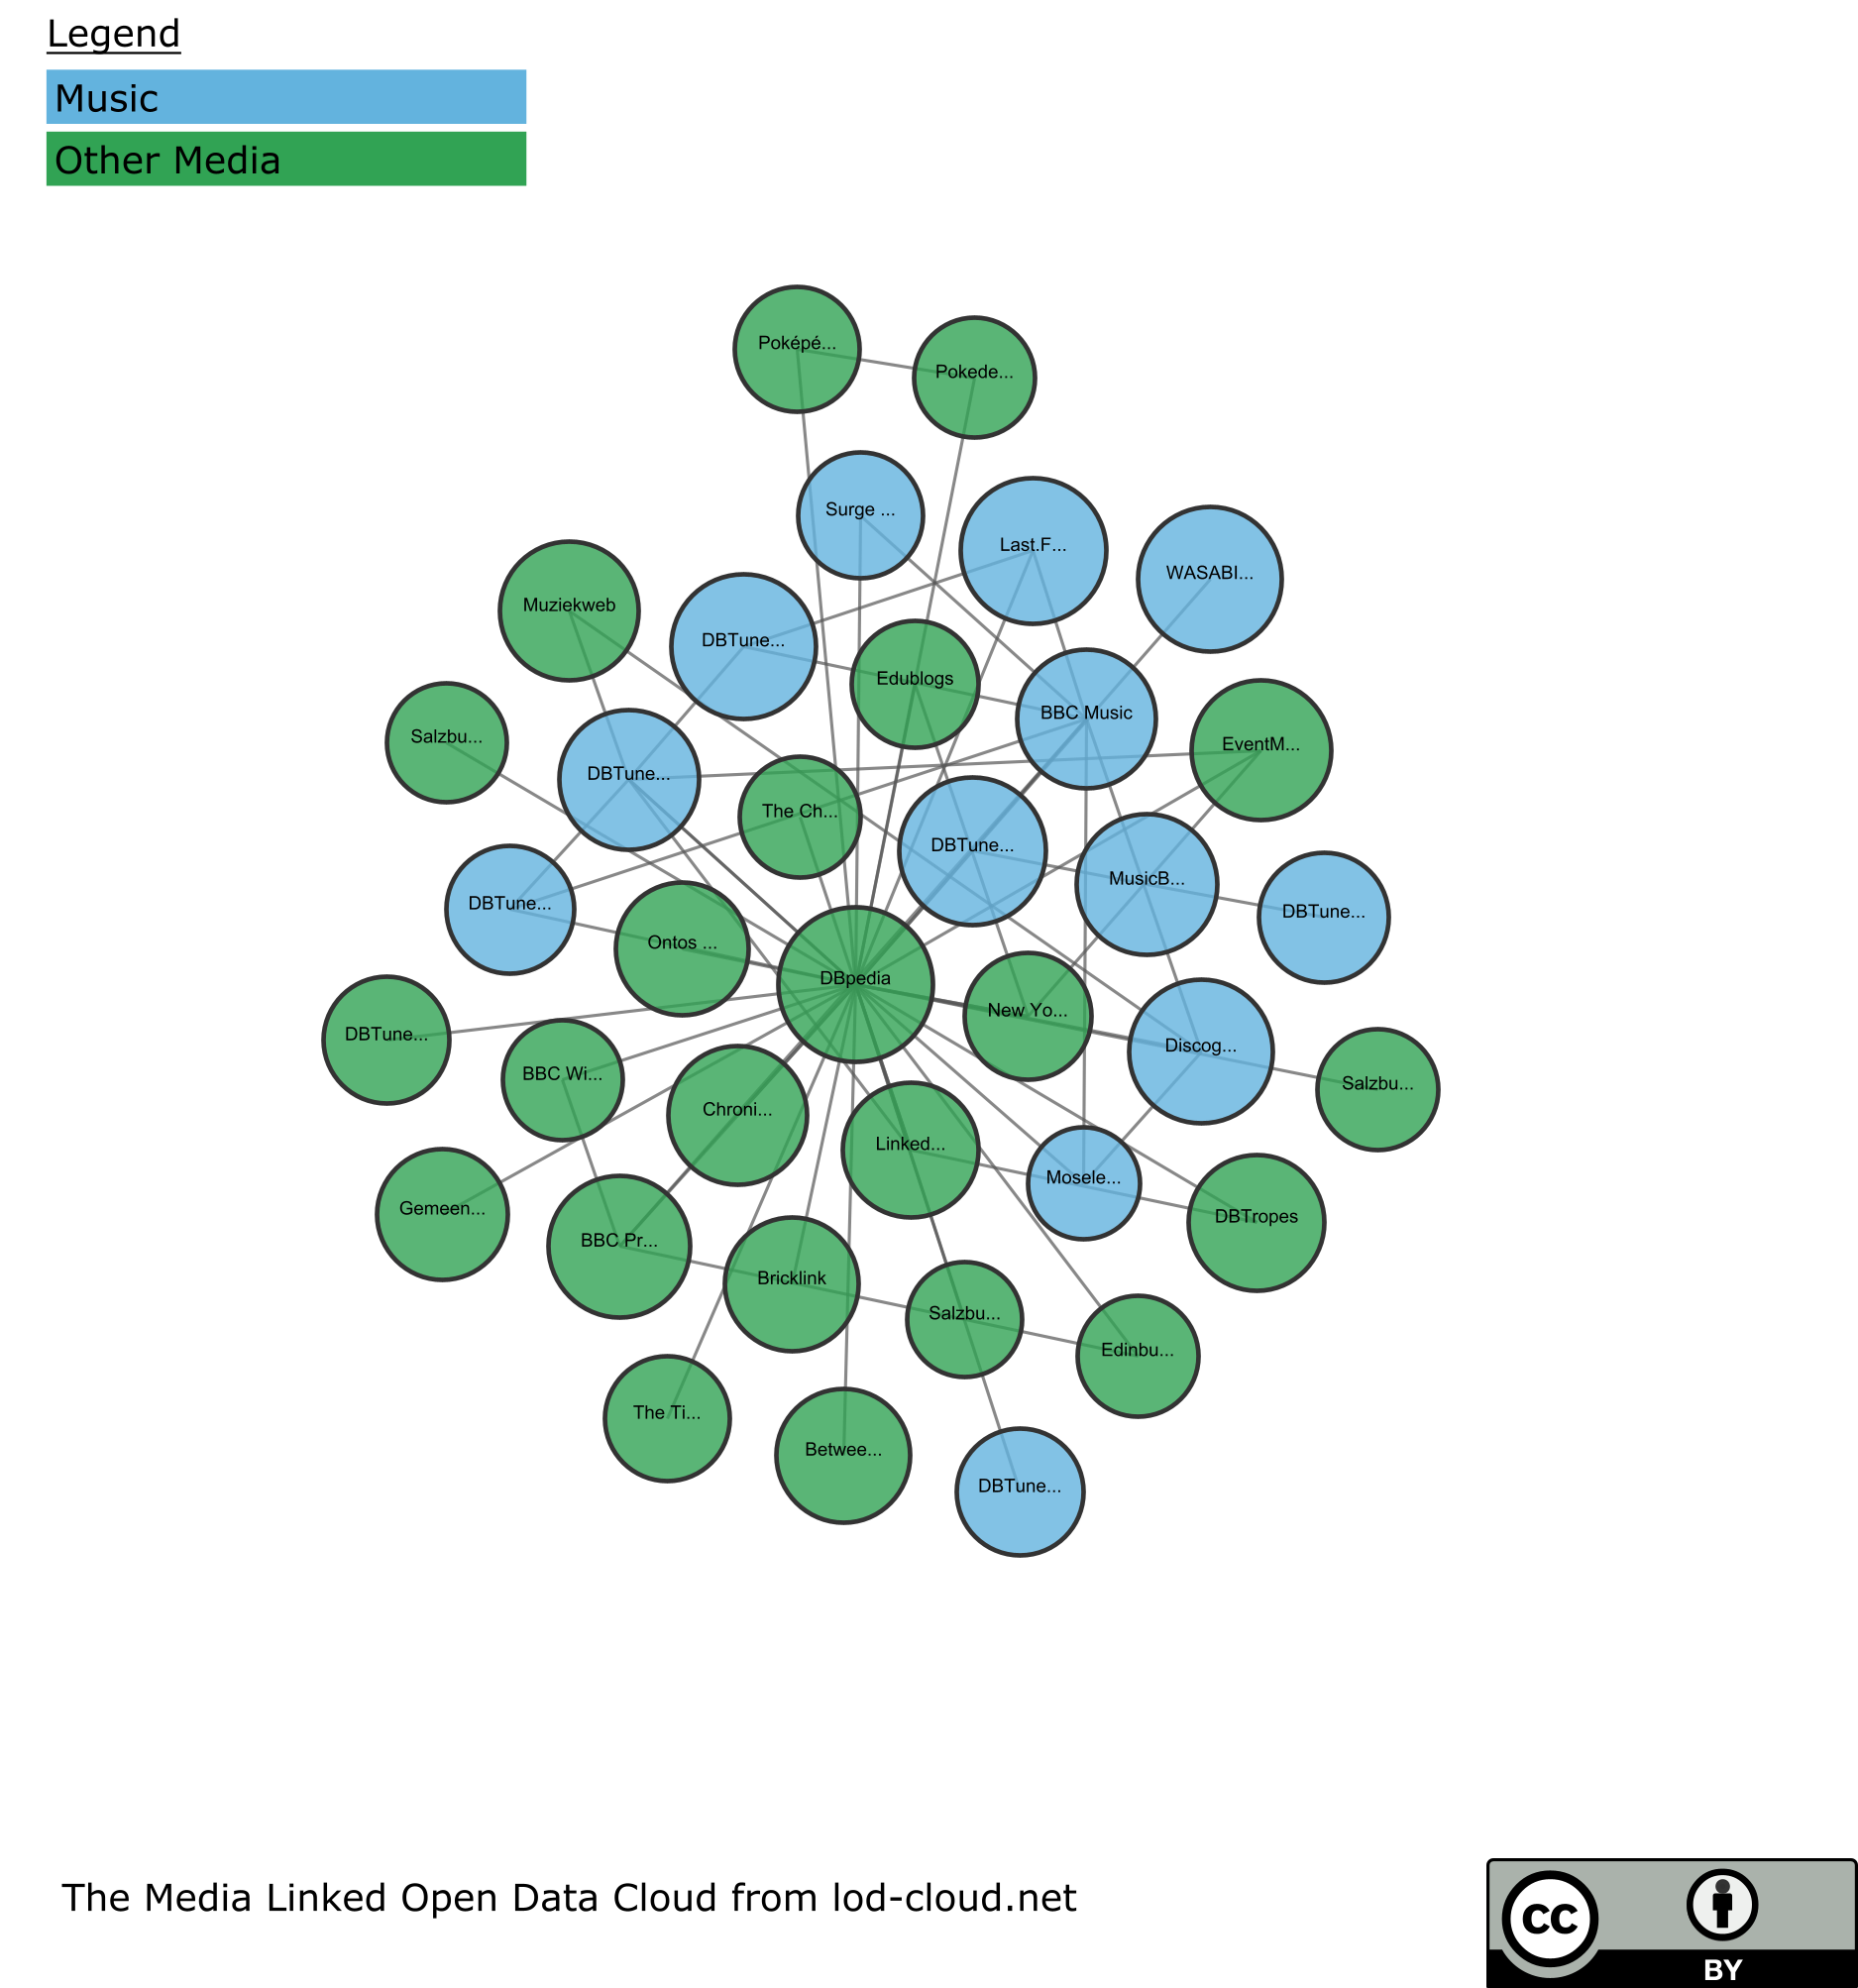 Legend
Music
Other Media
Poképé...
Pokede...
Surge ...
Last.F...
WASABI...
Muziekweb
DBTune...
Edublogs
BBC Music
Salzbu...
EventM...
DBTune...
The Ch...
DBTune...
MusicB...
DBTune...
DBTune...
Ontos ...
DBpedia
New Yo...
DBTune...
Discog...
BBC Wi...
Salzbu...
Chroni...
Linked...
Mosele...
Gemeen...
DBTropes
BBC Pr...
Bricklink
Salzbu...
Edinbu...
The Ti...
Betwee...
DBTune...
The Media Linked Open Data Cloud from lod-cloud.net
cc
BY